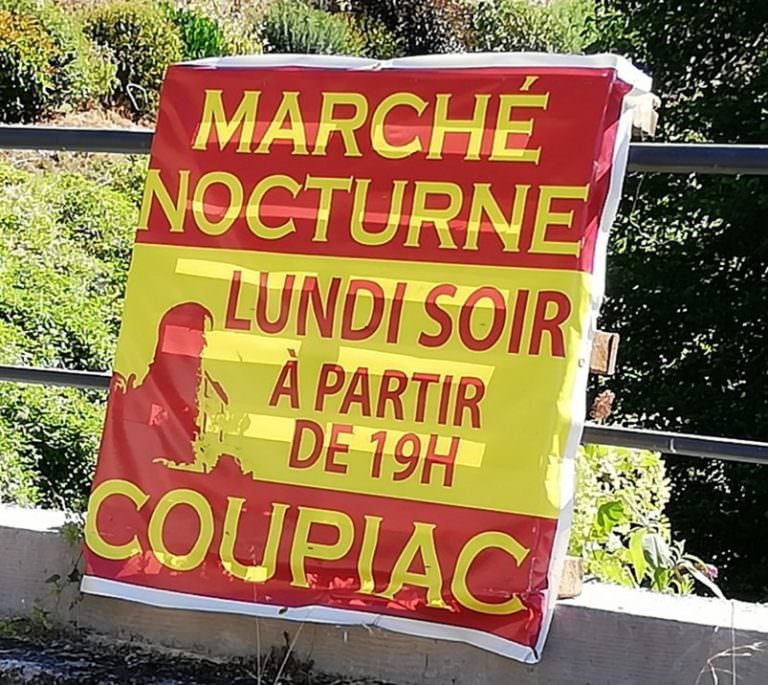 MARCHÉ
NOCTURNE
LUNDI SOIR
À PARTIR
DE 19H
COUPIAC